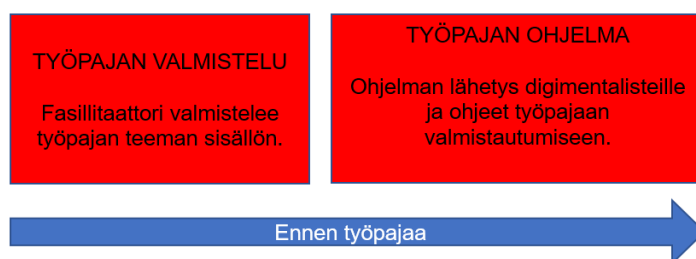 TYÖPAJAN VALMISTELU
Fasillitaattori valmistelee
työpajan teeman sisällön.
TYÖPAJAN OHJELMA
Ohjelman lähetys digimentalisteille
ja ohjeet työpajaan
valmistautumiseen.
Ennen työpajaa